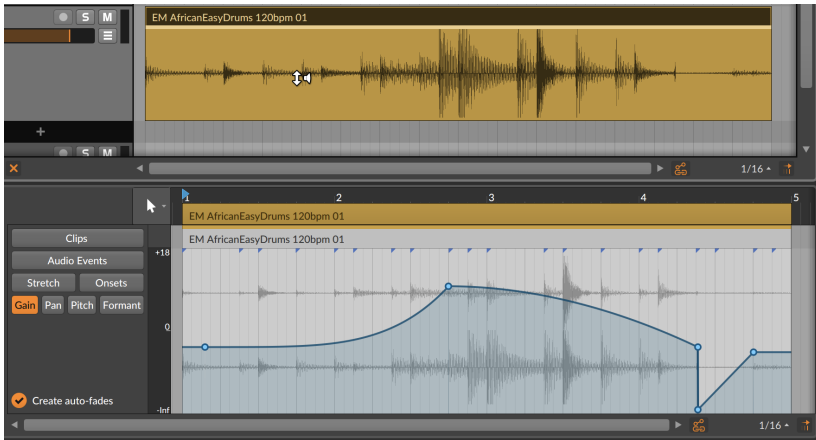 S M
EM AfricanEasyDrums 120bpm 01
+
S M
1/16
1 2 3 4 5
EM AfricanEasyDrums 120bpm 01
EM AfricanEasyDrums 120bpm 01
Clips
Audio Events
Stretch Onsets
Gain Pan Pitch Formant
+18
0
-Inf
Create auto-fades
1/16